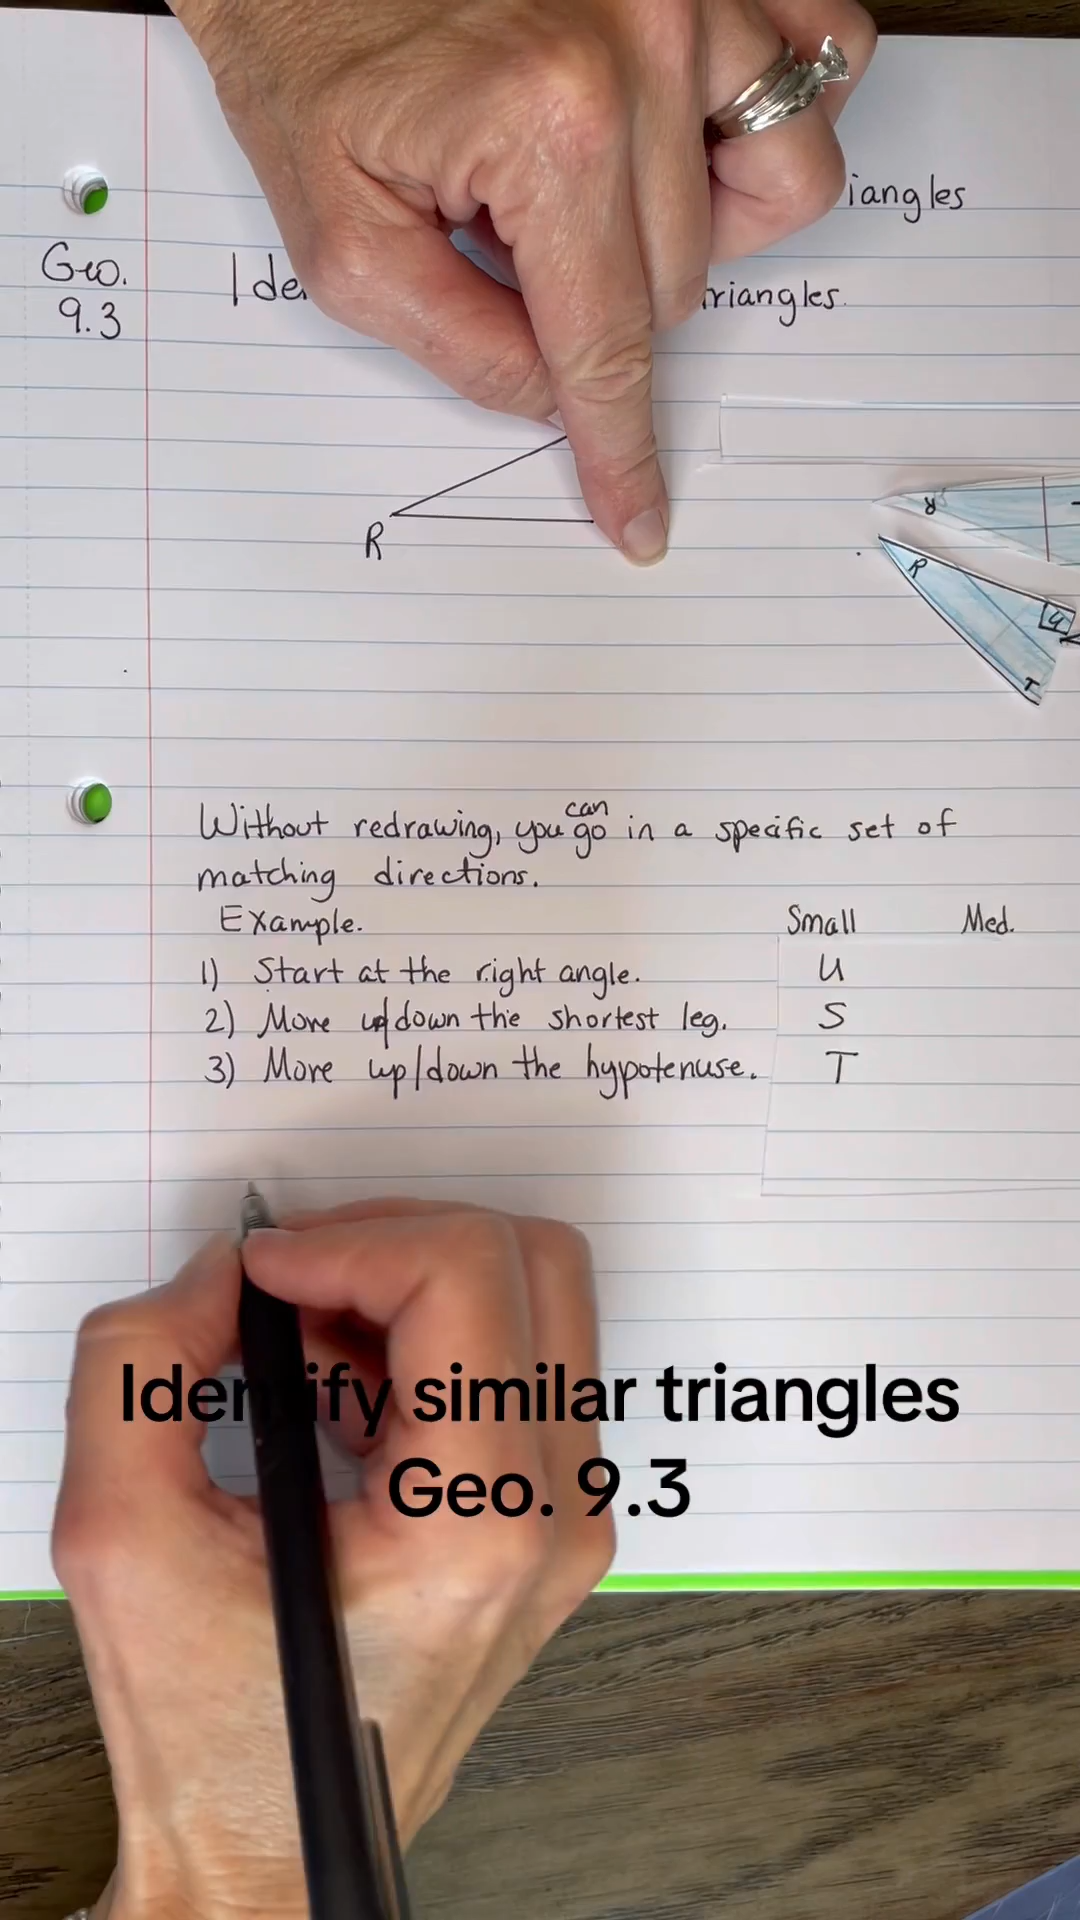 iangles
Geo.
9.3
Ide
riangles.
R
R
R
U
T
Without redrawing, you can go in a specific set of
matching directions.
Example.
Small Med.
1) Start at the right angle. U
2) Move up/down the shortest leg. S
3) Move up/down the hypotenuse. T
Identify similar triangles
Geo. 9.3